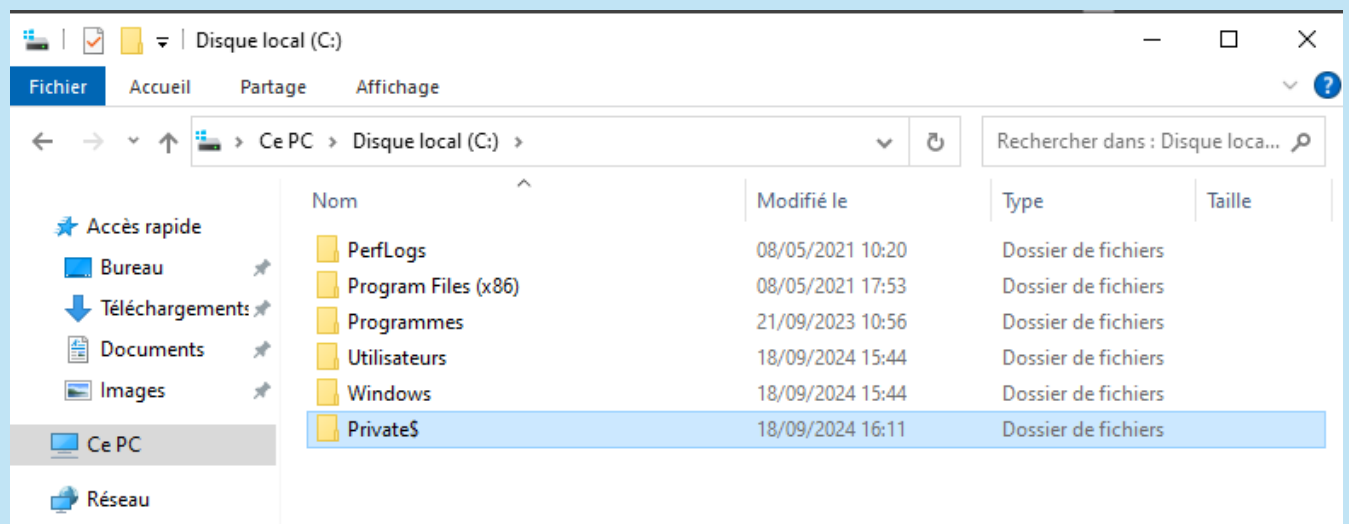 Disque local (C:)
Fichier Accueil Partage Affichage ?
Ce PC > Disque local (C:) > Rechercher dans : Disque loca...
Nom Modifié le Type Taille
Accès rapide
Bureau
Téléchargements
Documents
Images
Ce PC
Réseau
PerfLogs 08/05/2021 10:20 Dossier de fichiers
Program Files (x86) 08/05/2021 17:53 Dossier de fichiers
Programmes 21/09/2023 10:56 Dossier de fichiers
Utilisateurs 18/09/2024 15:44 Dossier de fichiers
Windows 18/09/2024 15:44 Dossier de fichiers
Private$ 18/09/2024 16:11 Dossier de fichiers